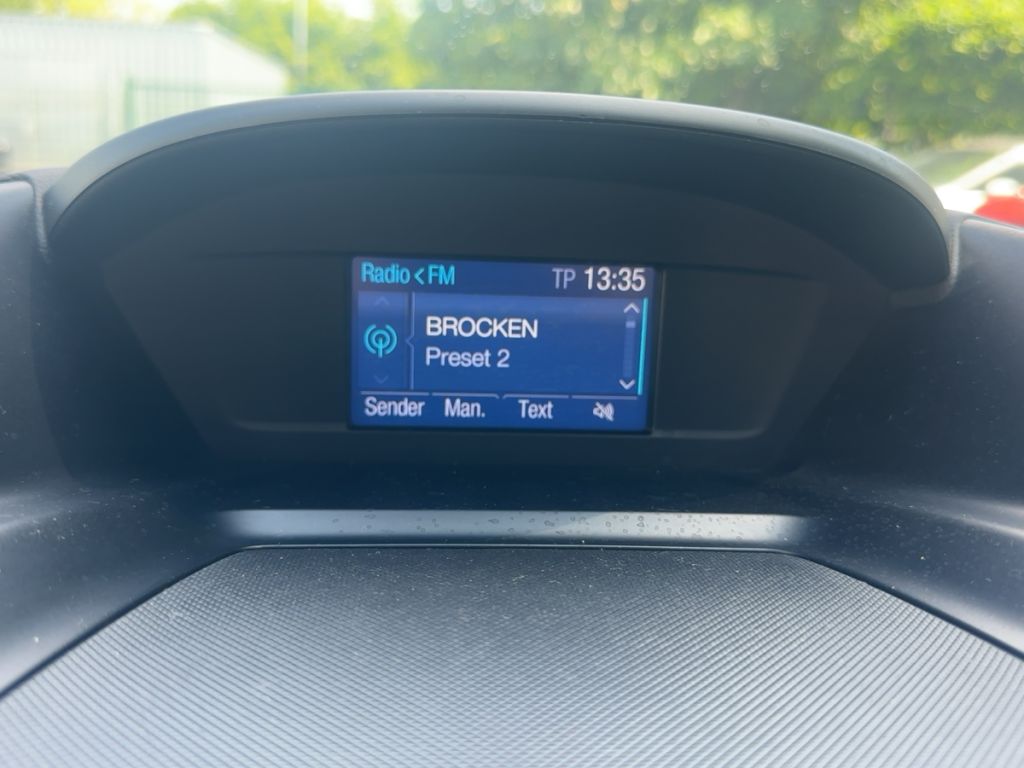 Radio < FM TP 13:35
BROCKEN
Preset 2
Sender Man. Text